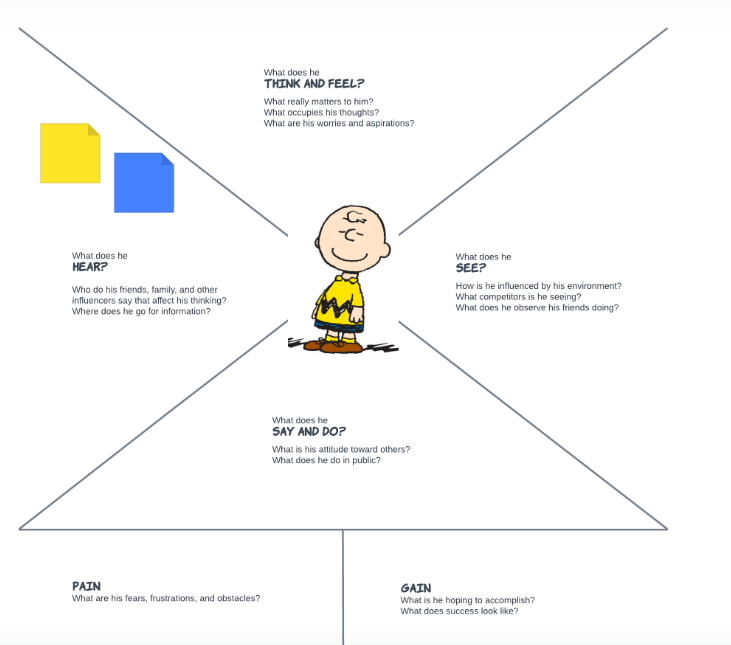 What does he
THINK AND FEEL?
What really matters to him?
What occupies his thoughts?
What are his worries and aspirations?
What does he
HEAR?
Who do his friends, family, and other
influencers say that affect his thinking?
Where does he go for information?
What does he
SEE?
How is he influenced by his environment?
What competitors is he seeing?
What does he observe his friends doing?
What does he
SAY AND DO?
What is his attitude toward others?
What does he do in public?
PAIN
What are his fears, frustrations, and obstacles?
GAIN
What is he hoping to accomplish?
What does success look like?